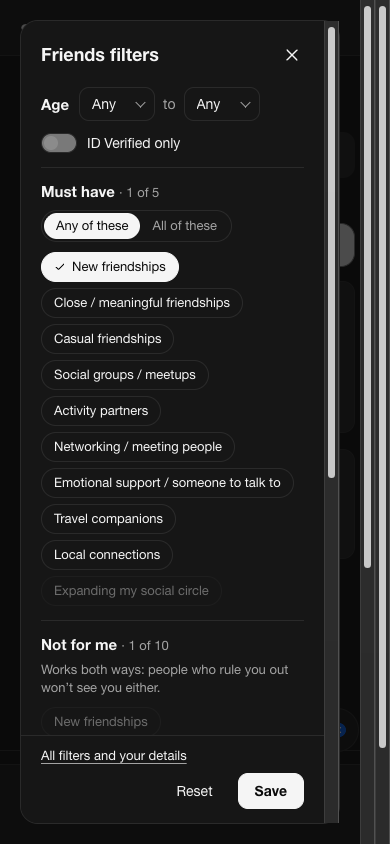 Friends filters
Age Any to Any
ID Verified only
Must have · 1 of 5
Any of these All of these
New friendships
Close / meaningful friendships
Casual friendships
Social groups / meetups
Activity partners
Networking / meeting people
Emotional support / someone to talk to
Travel companions
Local connections
Expanding my social circle
Not for me · 1 of 10
Works both ways: people who rule you out
won’t see you either.
New friendships
All filters and your details
Reset Save